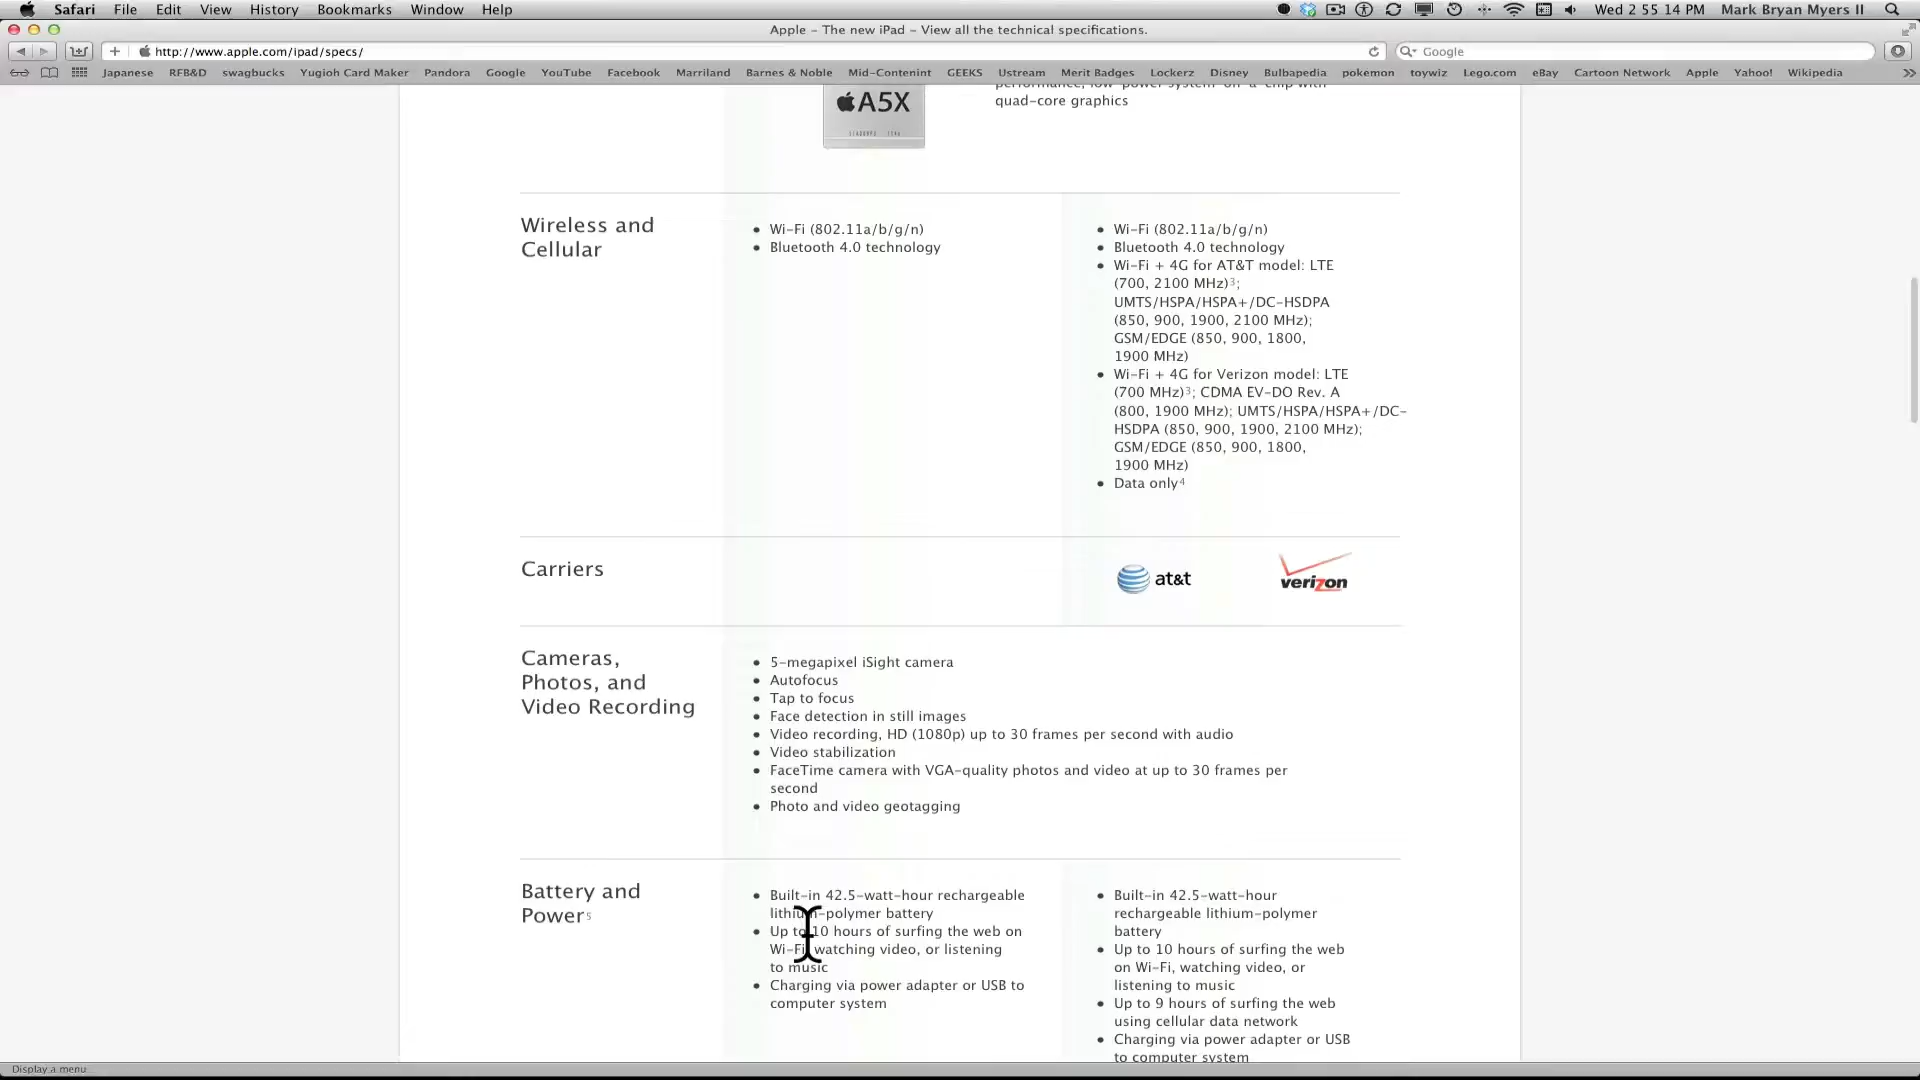 Safari File Edit View History Bookmarks Window Help Wed 2 55 14 PM Mark Bryan Myers II
Apple – The new iPad – View all the technical specifications.
http://www.apple.com/ipad/specs/ Google
Japanese RFB&D swagbucks Yugioh Card Maker Pandora Google YouTube Facebook Marriland Barnes & Noble Mid-Contenint GEEKS Ustream Merit Badges Lockerz Disney Bulbapedia pokemon toywiz Lego.com eBay Cartoon Network Apple Yahoo! Wikipedia
performance, low-power system-on-a-chip with
quad-core graphics
A5X
Wireless and
Cellular
• Wi-Fi (802.11a/b/g/n)
• Bluetooth 4.0 technology
• Wi-Fi (802.11a/b/g/n)
• Bluetooth 4.0 technology
• Wi-Fi + 4G for AT&T model: LTE
(700, 2100 MHz)3;
UMTS/HSPA/HSPA+/DC-HSDPA
(850, 900, 1900, 2100 MHz);
GSM/EDGE (850, 900, 1800,
1900 MHz)
• Wi-Fi + 4G for Verizon model: LTE
(700 MHz)3; CDMA EV-DO Rev. A
(800, 1900 MHz); UMTS/HSPA/HSPA+/DC-
HSDPA (850, 900, 1900, 2100 MHz);
GSM/EDGE (850, 900, 1800,
1900 MHz)
• Data only4
Carriers
at&t
verizon
Cameras,
Photos, and
Video Recording
• 5-megapixel iSight camera
• Autofocus
• Tap to focus
• Face detection in still images
• Video recording, HD (1080p) up to 30 frames per second with audio
• Video stabilization
• FaceTime camera with VGA-quality photos and video at up to 30 frames per
second
• Photo and video geotagging
Battery and
Power5
• Built-in 42.5-watt-hour rechargeable
lithium-polymer battery
• Up to 10 hours of surfing the web on
Wi-Fi, watching video, or listening
to music
• Charging via power adapter or USB to
computer system
• Built-in 42.5-watt-hour
rechargeable lithium-polymer
battery
• Up to 10 hours of surfing the web
on Wi-Fi, watching video, or
listening to music
• Up to 9 hours of surfing the web
using cellular data network
• Charging via power adapter or USB
to computer system
Display a menu